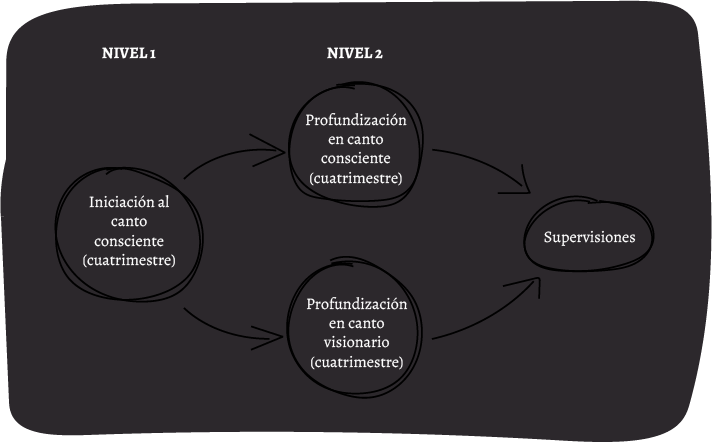 NIVEL 1
NIVEL 2
Iniciación al
canto
consciente
(cuatrimestre)
Profundización
en canto
consciente
(cuatrimestre)
Profundización
en canto
visionario
(cuatrimestre)
Supervisiones